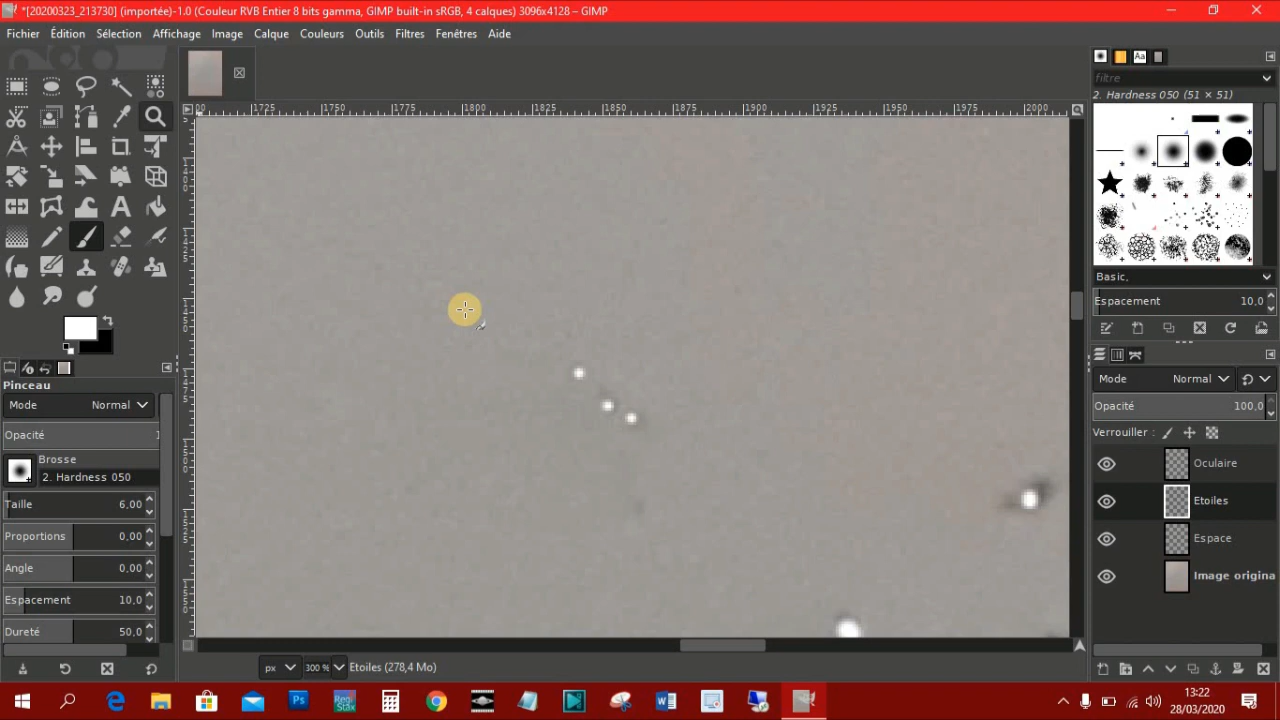 *[20200323_213730] (importée)-1.0 (Couleur RVB Entier 8 bits gamma, GIMP built-in sRGB, 4 calques) 3096x4128 – GIMP
Fichier Édition Sélection Affichage Image Calque Couleurs Outils Filtres Fenêtres Aide
Aa
filtre
2. Hardness 050 (51 × 51)
1725 1750 1775 1800 1825 1850 1875 1900 1925 1950 1975 2000
Basic,
Espacement 10,0
Pinceau
Mode Normal
Opacité 1
Brosse
2. Hardness 050
Taille 6,00
Proportions 0,00
Angle 0,00
Espacement 10,0
Dureté 50,0
Mode Normal
Opacité 100,0
Verrouiller :
Oculaire
Etoiles
Espace
Image origina
px 300 % Etoiles (278,4 Mo)
Ps
Regi Stax
W
13:22
28/03/2020